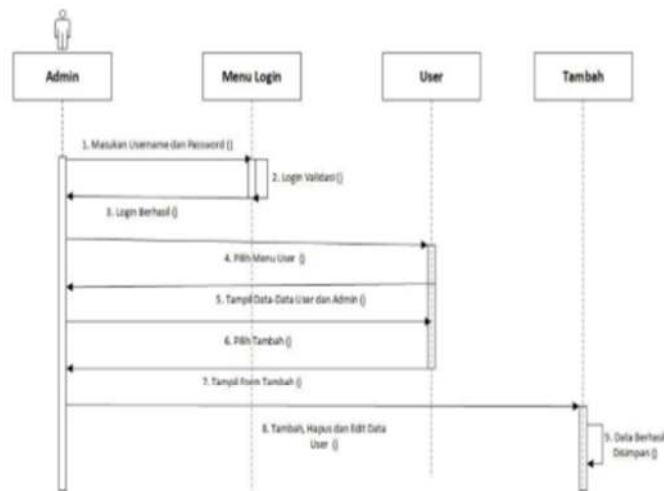 Admin
Menu Login
User
Tambah
1. Masukan Username dan Password ()
2. Login Validasi ()
3. Login Berhasil ()
4. Pilih Menu User ()
5. Tampil Data-Data User dan Admin ()
6. Pilih Tambah ()
7. Tampil Form Tambah ()
8. Tambah, Hapus dan Edit Data
User ()
9. Data Berhasil
Disimpan ()